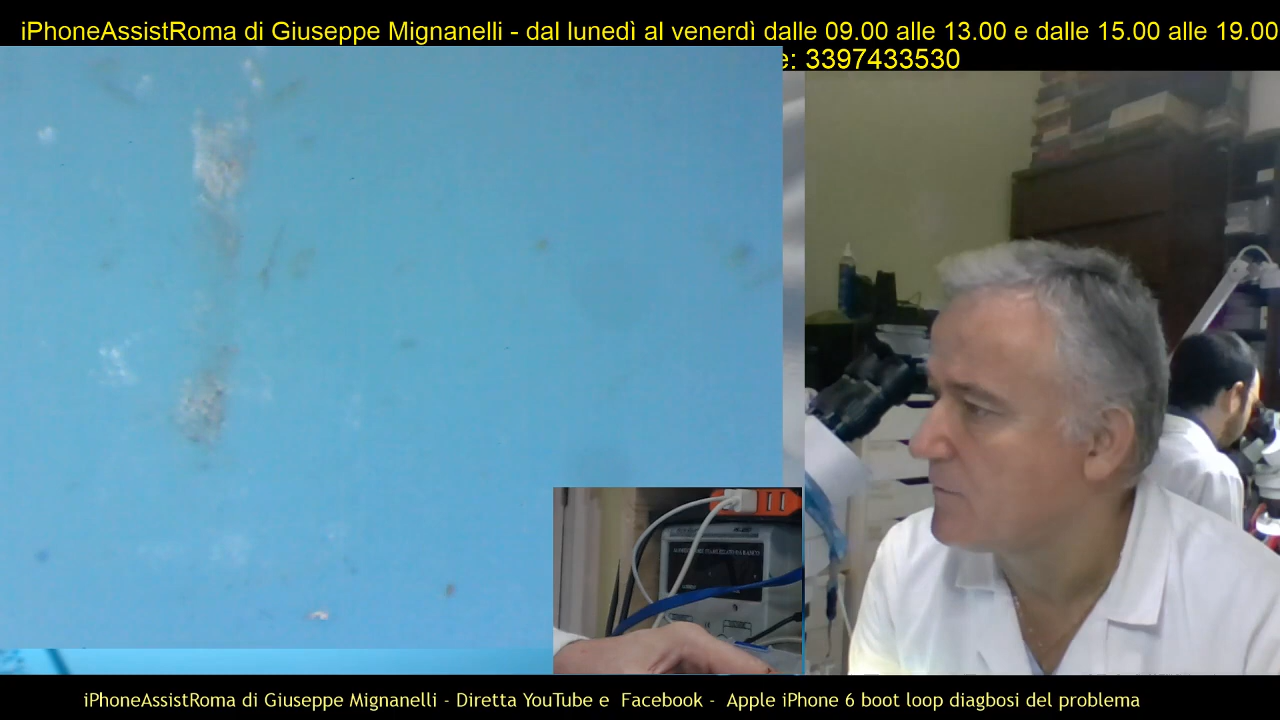 iPhoneAssistRoma di Giuseppe Mignanelli - dal lunedì al venerdì dalle 09.00 alle 13.00 e dalle 15.00 alle 19.00
: 3397433530
iPhoneAssistRoma di Giuseppe Mignanelli - Diretta YouTube e Facebook - Apple iPhone 6 boot loop diagbosi del problema